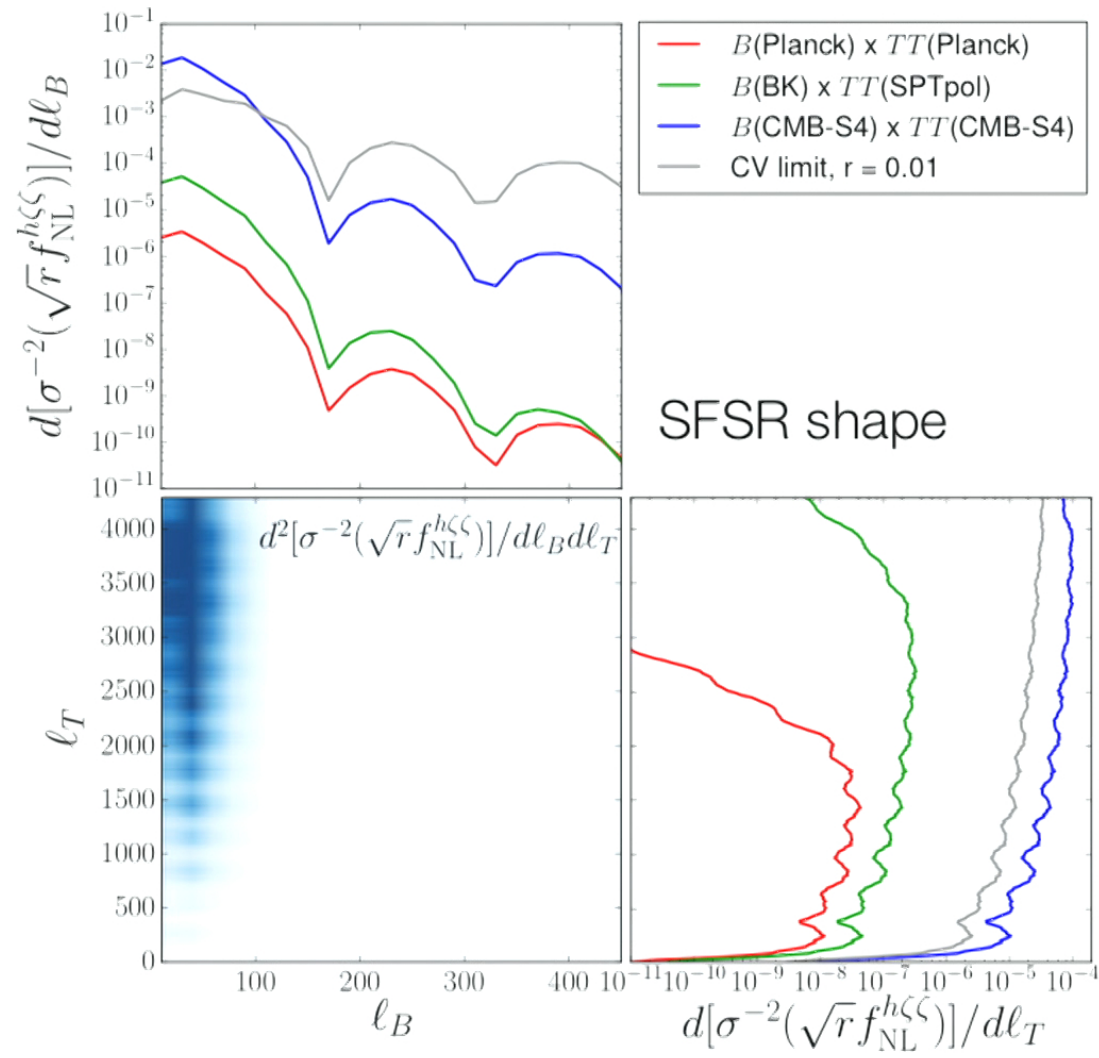 10⁻¹
10⁻²
10⁻³
10⁻⁴
10⁻⁵
10⁻⁶
10⁻⁷
10⁻⁸
10⁻⁹
10⁻¹⁰
10⁻¹¹
d[σ⁻²(√r f_NL^{hζζ})]/dℓ_B
B(Planck) x TT(Planck)
B(BK) x TT(SPTpol)
B(CMB-S4) x TT(CMB-S4)
CV limit, r = 0.01
SFSR shape
d²[σ⁻²(√r f_NL^{hζζ})]/dℓ_B dℓ_T
4000
3500
3000
2500
2000
1500
1000
500
0
ℓ_T
100 200 300 400
ℓ_B
10⁻¹¹ 10⁻¹⁰ 10⁻⁹ 10⁻⁸ 10⁻⁷ 10⁻⁶ 10⁻⁵ 10⁻⁴
d[σ⁻²(√r f_NL^{hζζ})]/dℓ_T